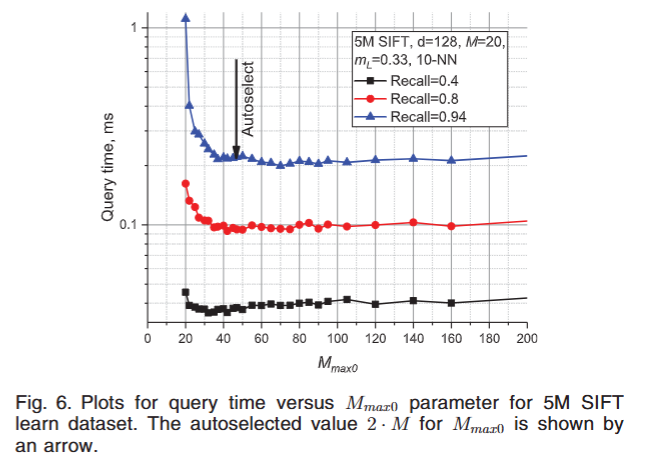 5M SIFT, d=128, M=20,
m_L=0.33, 10-NN
Recall=0.4
Recall=0.8
Recall=0.94
Autoselect
Query time, ms
1
0.1
0 20 40 60 80 100 120 140 160 180 200
M_max0
Fig. 6. Plots for query time versus M_max0 parameter for 5M SIFT
learn dataset. The autoselected value 2 · M for M_max0 is shown by
an arrow.